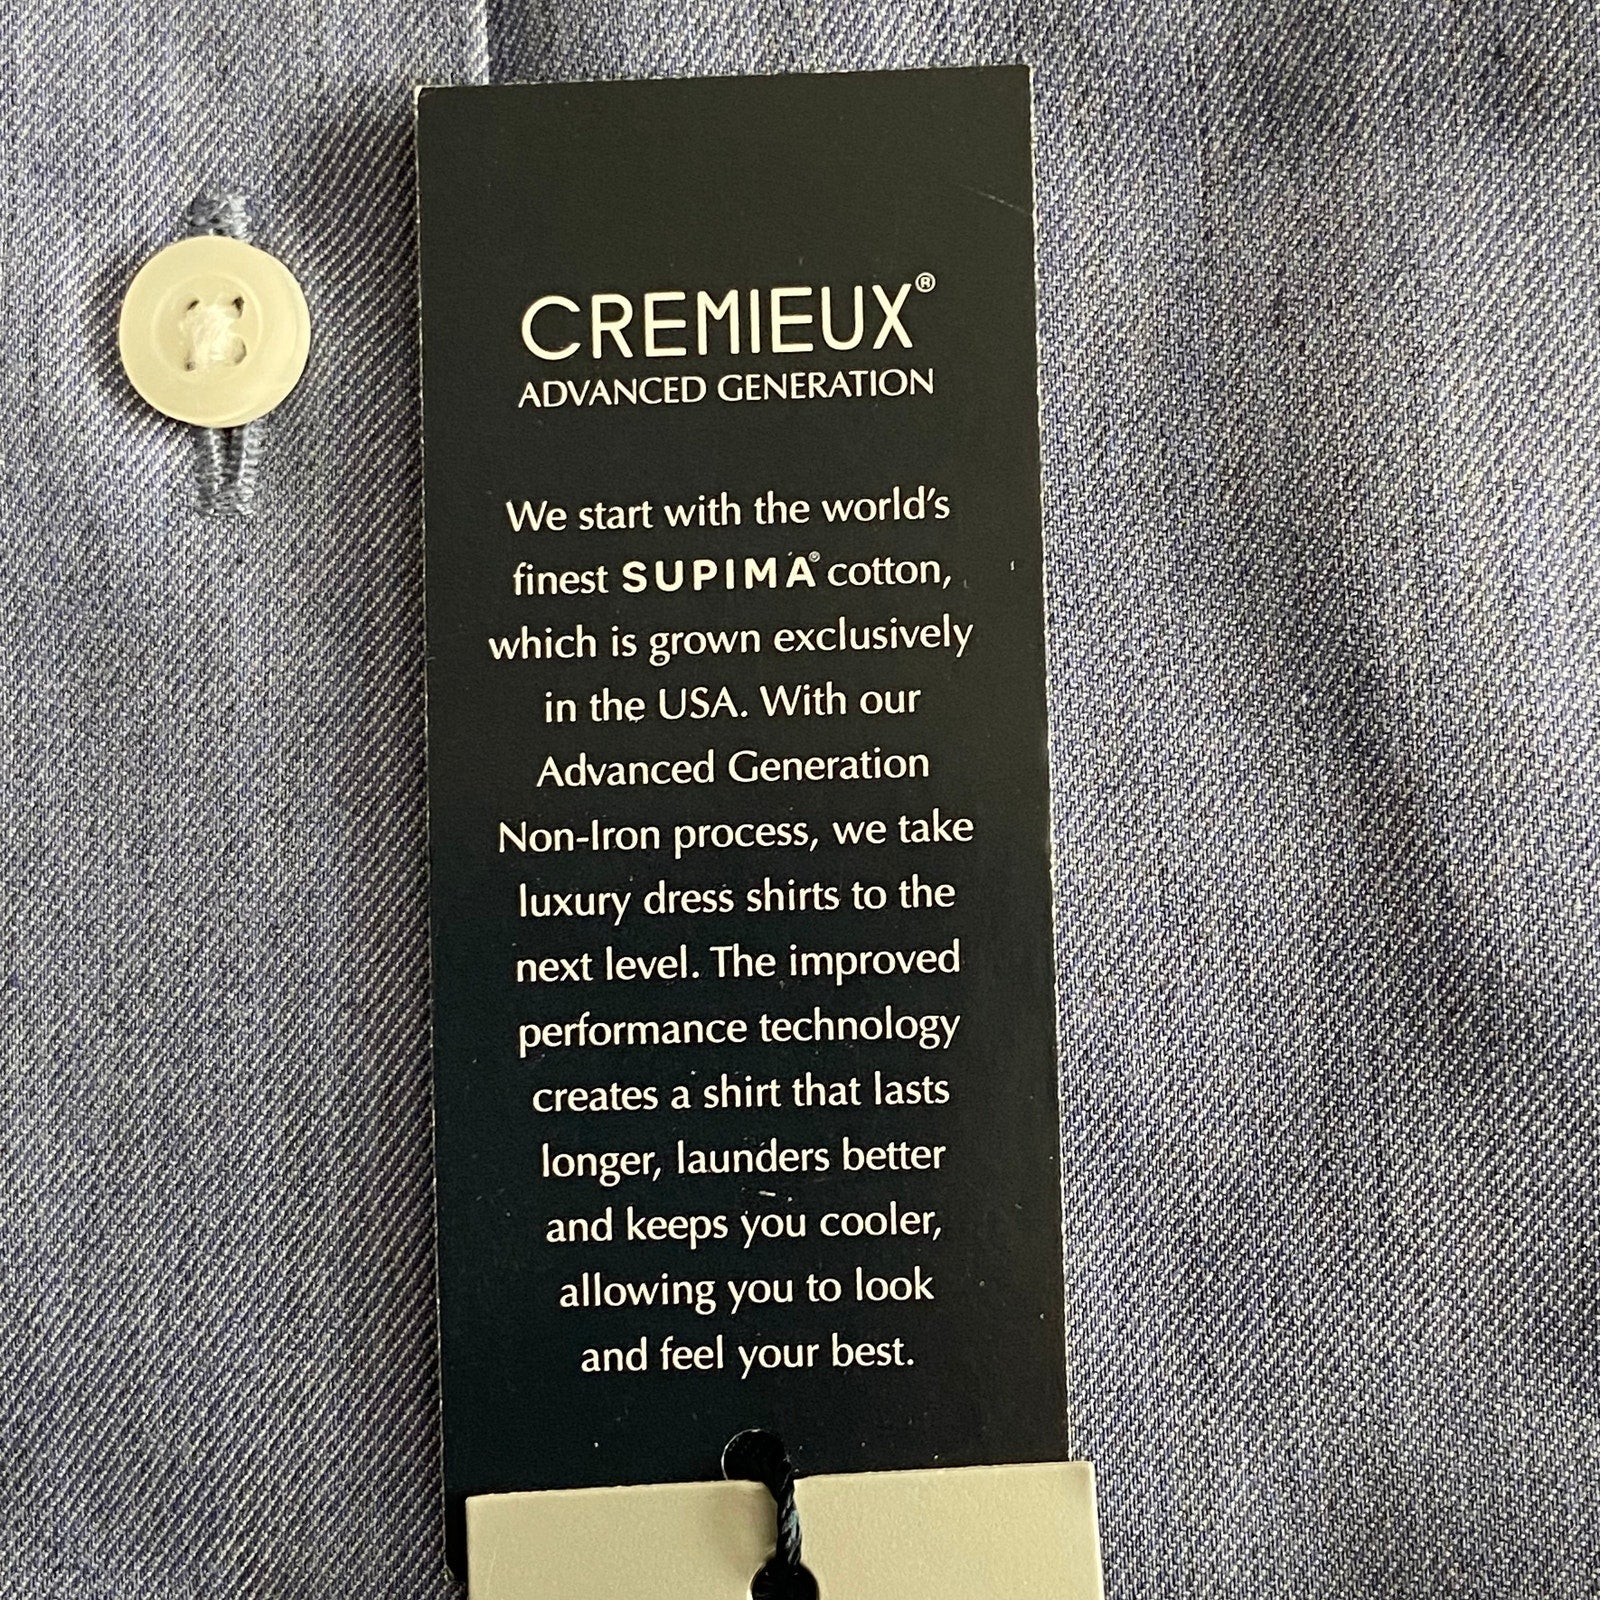 CREMIEUX®
ADVANCED GENERATION
We start with the world's
finest SUPIMA® cotton,
which is grown exclusively
in the USA. With our
Advanced Generation
Non-Iron process, we take
luxury dress shirts to the
next level. The improved
performance technology
creates a shirt that lasts
longer, launders better
and keeps you cooler,
allowing you to look
and feel your best.